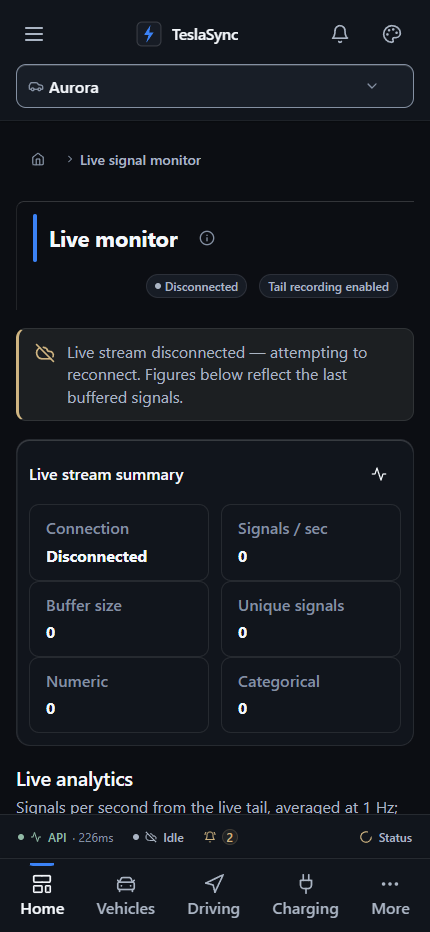 TeslaSync
Aurora
Live signal monitor
Live monitor
Disconnected
Tail recording enabled
Live stream disconnected — attempting to
reconnect. Figures below reflect the last
buffered signals.
Live stream summary
Connection
Disconnected
Signals / sec
0
Buffer size
0
Unique signals
0
Numeric
0
Categorical
0
Live analytics
Signals per second from the live tail, averaged at 1 Hz;
API · 226ms
Idle
2
Status
Home
Vehicles
Driving
Charging
More